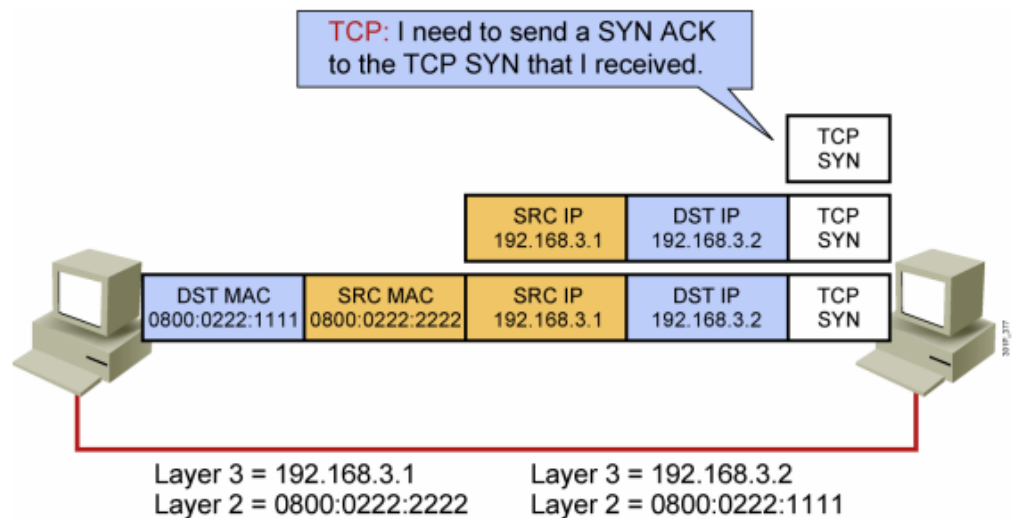 TCP: I need to send a SYN ACK
to the TCP SYN that I received.
TCP
SYN
SRC IP
192.168.3.1
DST IP
192.168.3.2
TCP
SYN
DST MAC
0800:0222:1111
SRC MAC
0800:0222:2222
SRC IP
192.168.3.1
DST IP
192.168.3.2
TCP
SYN
Layer 3 = 192.168.3.1
Layer 2 = 0800:0222:2222
Layer 3 = 192.168.3.2
Layer 2 = 0800:0222:1111